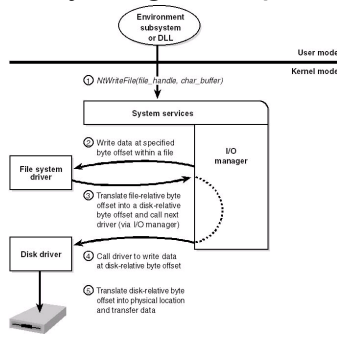 Environment
subsystem
or DLL
User mode
Kernel mode
① NtWriteFile(file_handle, char_buffer)
System services
② Write data at specified
byte offset within a file
I/O
manager
File system
driver
③ Translate file-relative byte
offset into a disk-relative
byte offset and call next
driver (via I/O manager)
Disk driver
④ Call driver to write data
at disk-relative byte offset
⑤ Translate disk-relative byte
offset into physical location
and transfer data